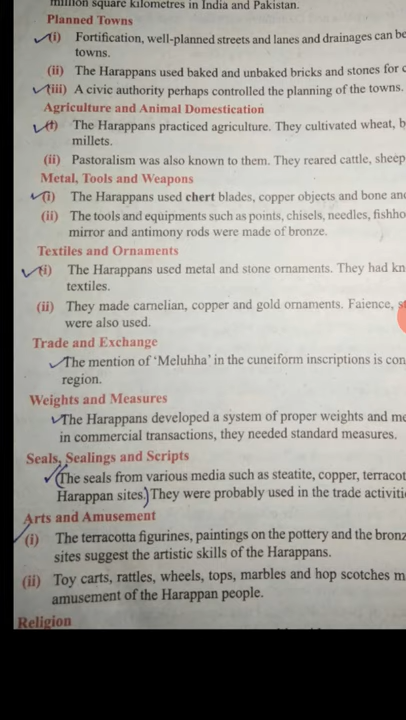 million square kilometres in India and Pakistan.
Planned Towns
(i) Fortification, well-planned streets and lanes and drainages can be
towns.
(ii) The Harappans used baked and unbaked bricks and stones for
(iii) A civic authority perhaps controlled the planning of the towns.
Agriculture and Animal Domestication
(i) The Harappans practiced agriculture. They cultivated wheat,
millets.
(ii) Pastoralism was also known to them. They reared cattle, sheep
Metal, Tools and Weapons
(i) The Harappans used chert blades, copper objects and bone
(ii) The tools and equipments such as points, chisels, needles,
mirror and antimony rods were made of bronze.
Textiles and Ornaments
(i) The Harappans used metal and stone ornaments. They had
textiles.
(ii) They made carnelian, copper and gold ornaments. Faience,
were also used.
Trade and Exchange
The mention of ‘Meluhha’ in the cuneiform inscriptions is
region.
Weights and Measures
The Harappans developed a system of proper weights and
in commercial transactions, they needed standard measures.
Seals, Sealings and Scripts
The seals from various media such as steatite, copper,
Harappan sites. They were probably used in the trade
Arts and Amusement
(i) The terracotta figurines, paintings on the pottery and the
sites suggest the artistic skills of the Harappans.
(ii) Toy carts, rattles, wheels, tops, marbles and hop scotches
amusement of the Harappan people.
Religion